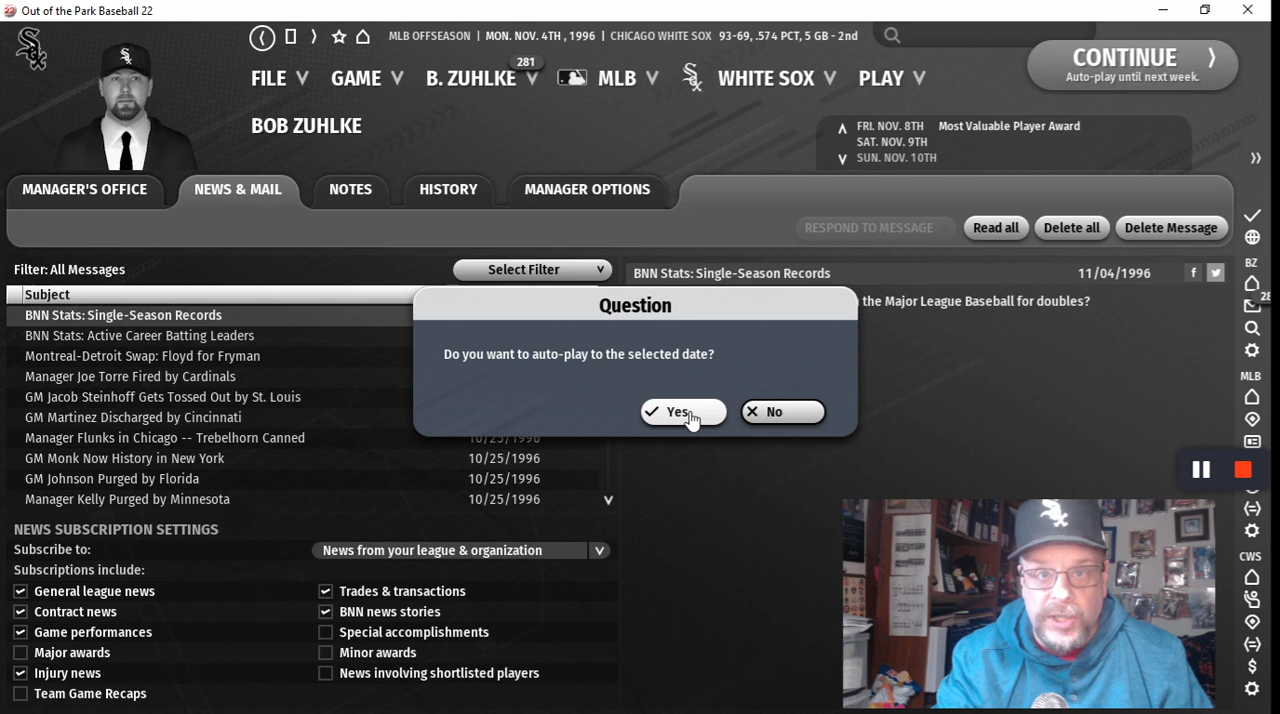 Out of the Park Baseball 22
MLB OFFSEASON | MON. NOV. 4TH , 1996 | CHICAGO WHITE SOX 93-69, .574 PCT, 5 GB - 2nd
CONTINUE
Auto-play until next week.
281
FILE GAME B. ZUHLKE MLB WHITE SOX PLAY
BOB ZUHLKE
FRI. NOV. 8TH Most Valuable Player Award
SAT. NOV. 9TH
SUN. NOV. 10TH
MANAGER'S OFFICE NEWS & MAIL NOTES HISTORY MANAGER OPTIONS
RESPOND TO MESSAGE Read all Delete all Delete Message
Filter: All Messages Select Filter
BNN Stats: Single-Season Records 11/04/1996
Subject
the Major League Baseball for doubles?
BNN Stats: Single-Season Records
BNN Stats: Active Career Batting Leaders
Montreal-Detroit Swap: Floyd for Fryman
Manager Joe Torre Fired by Cardinals
GM Jacob Steinhoff Gets Tossed Out by St. Louis
GM Martinez Discharged by Cincinnati
Manager Flunks in Chicago -- Trebelhorn Canned 10/25/1996
GM Monk Now History in New York 10/25/1996
GM Johnson Purged by Florida 10/25/1996
Manager Kelly Purged by Minnesota 10/25/1996
Question
Do you want to auto-play to the selected date?
Yes No
NEWS SUBSCRIPTION SETTINGS
Subscribe to: News from your league & organization
Subscriptions include:
General league news Trades & transactions
Contract news BNN news stories
Game performances Special accomplishments
Major awards Minor awards
Injury news News involving shortlisted players
Team Game Recaps
BZ
28
MLB
CWS